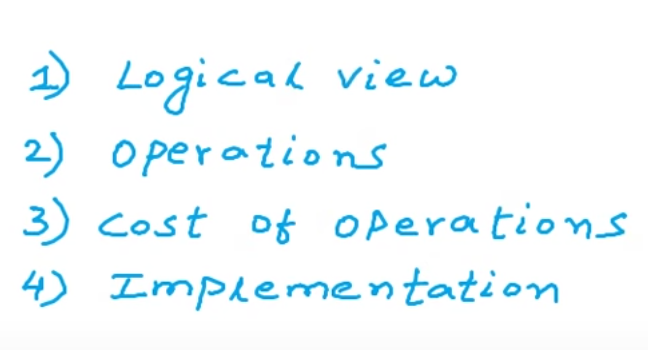 1) Logical view
2) operations
3) cost of operations
4) Implementation